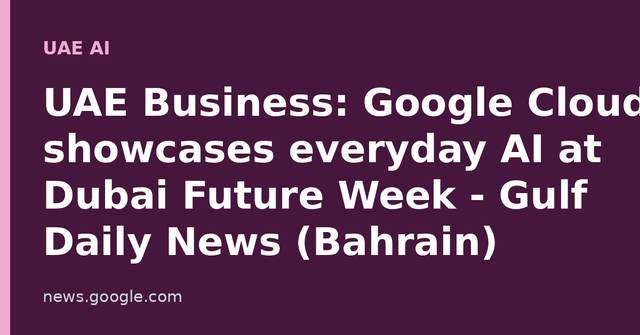 UAE AI
UAE Business: Google Cloud
showcases everyday AI at
Dubai Future Week - Gulf
Daily News (Bahrain)
news.google.com